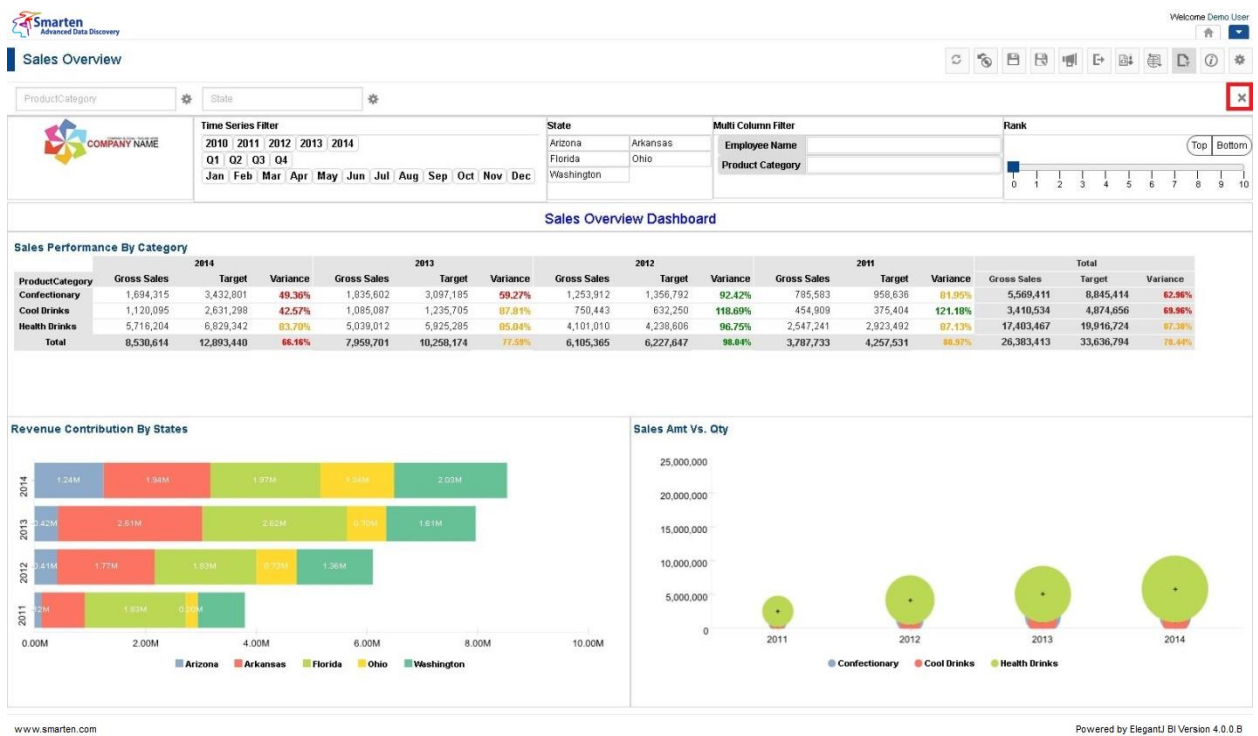 Smarten
Advanced Data Discovery
Welcome Demo User
Sales Overview
ProductCategory State
COMPANY NAME
Time Series Filter
2010 2011 2012 2013 2014
Q1 Q2 Q3 Q4
Jan Feb Mar Apr May Jun Jul Aug Sep Oct Nov Dec
State
Arizona Arkansas
Florida Ohio
Washington
Multi Column Filter
Employee Name
Product Category
Rank
Top Bottom
0 1 2 3 4 5 6 7 8 9 10
Sales Overview Dashboard
Sales Performance By Category
2014 2013 2012 2011 Total
ProductCategory Gross Sales Target Variance Gross Sales Target Variance Gross Sales Target Variance Gross Sales Target Variance Gross Sales Target Variance
Confectionary 1,694,315 3,432,801 49.36% 1,835,602 3,097,185 59.27% 1,253,912 1,356,792 92.42% 785,583 958,636 81.95% 5,569,411 8,845,414 62.96%
Cool Drinks 1,120,095 2,631,298 42.57% 1,085,087 1,235,705 87.81% 750,443 632,250 118.69% 454,909 375,404 121.18% 3,410,534 4,874,656 69.96%
Health Drinks 5,716,204 6,829,342 83.70% 5,039,012 5,925,285 85.04% 4,101,010 4,238,606 96.75% 2,547,241 2,923,492 87.13% 17,403,467 19,916,724 87.38%
Total 8,530,614 12,893,440 66.16% 7,959,701 10,258,174 77.59% 6,105,365 6,227,647 98.04% 3,787,733 4,257,531 88.97% 26,383,413 33,636,794 78.44%
Revenue Contribution By States
2014 1.24M 1.94M 1.97M 1.34M 2.03M
2013 0.42M 2.61M 2.62M 0.70M 1.61M
2012 0.41M 1.77M 1.83M 0.73M 1.36M
2011 1.83M
0.00M 2.00M 4.00M 6.00M 8.00M 10.00M
Arizona Arkansas Florida Ohio Washington
Sales Amt Vs. Qty
25,000,000
20,000,000
15,000,000
10,000,000
5,000,000
0
2011 2012 2013 2014
Confectionary Cool Drinks Health Drinks
www.smarten.com
Powered by ElegantJ BI Version 4.0.0.B